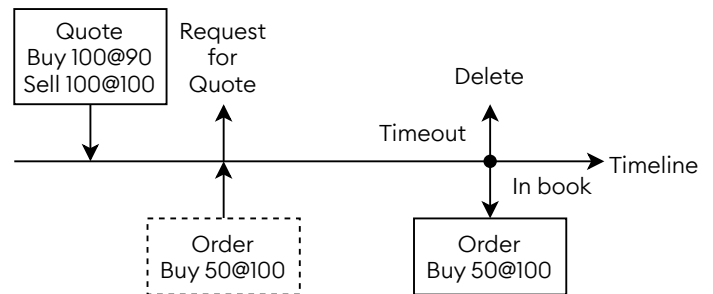 Quote
Buy 100@90
Sell 100@100
Request
for
Quote
Delete
Timeout
Timeline
In book
Order
Buy 50@100
Order
Buy 50@100